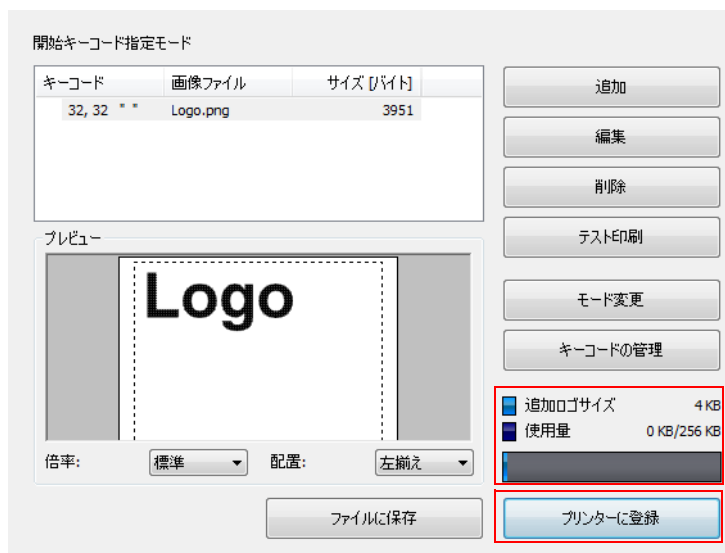 開始キーコード指定モード
キーコード 画像ファイル サイズ [バイト]
32, 32 " " Logo.png 3951
追加
編集
削除
テスト印刷
モード変更
キーコードの管理
プレビュー
Logo
倍率: 標準 配置: 左揃え
追加ロゴサイズ 4 KB
使用量 0 KB/256 KB
ファイルに保存
プリンターに登録